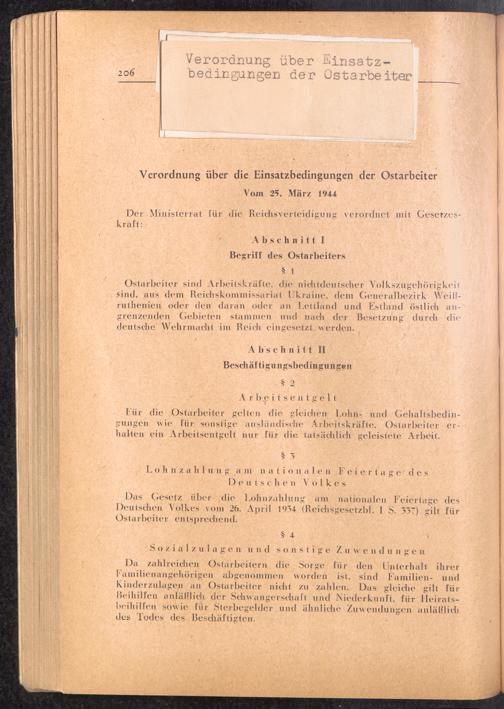 206
Verordnung über Einsatz-
bedingungen der Ostarbeiter
Verordnung über die Einsatzbedingungen der Ostarbeiter
Vom 25. März 1944
Der Ministerrat für die Reichsverteidigung verordnet mit Gesetzes-
kraft:
Abschnitt I
Begriff des Ostarbeiters
§ 1
Ostarbeiter sind Arbeitskräfte, die nichtdeutscher Volkszugehörigkeit
sind, aus dem Reichskommissariat Ukraine, dem Generalbezirk Weiß-
ruthenien oder den daran oder an Lettland und Estland östlich an-
grenzenden Gebieten stammen und nach der Besetzung durch die
deutsche Wehrmacht im Reich eingesetzt werden.
Abschnitt II
Beschäftigungsbedingungen
§ 2
Arbeitsentgelt
Für die Ostarbeiter gelten die gleichen Lohn- und Gehaltsbedin-
gungen wie für sonstige ausländische Arbeitskräfte. Ostarbeiter er-
halten ein Arbeitsentgelt nur für die tatsächlich geleistete Arbeit.
§ 3
Lohnzahlung am nationalen Feiertage des
Deutschen Volkes
Das Gesetz über die Lohnzahlung am nationalen Feiertage des
Deutschen Volkes vom 26. April 1934 (Reichsgesetzbl. I S. 337) gilt für
Ostarbeiter entsprechend.
§ 4
Sozialzulagen und sonstige Zuwendungen
Da zahlreichen Ostarbeitern die Sorge für den Unterhalt ihrer
Familienangehörigen abgenommen worden ist, sind Familien- und
Kinderzulagen an Ostarbeiter nicht zu zahlen. Das gleiche gilt für
Beihilfen anläßlich der Schwangerschaft und Niederkunft, für Heirats-
beihilfen sowie für Sterbegelder und ähnliche Zuwendungen anläßlich
des Todes des Beschäftigten.